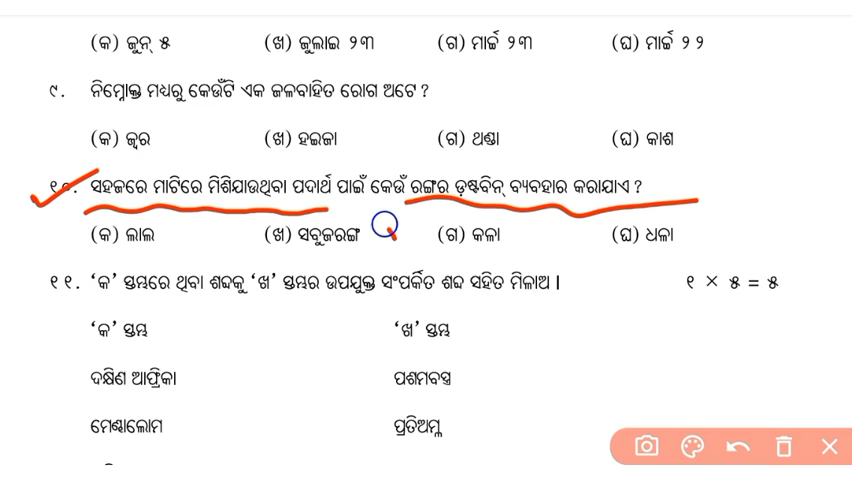 (କ) ଜୁନ୍ ୫ (ଖ) ଜୁଲାଇ ୨୩ (ଗ) ମାର୍ଚ୍ଚ ୨୩ (ଘ) ମାର୍ଚ୍ଚ ୨୨
୯. ନିମ୍ନୋକ୍ତ ମଧ୍ୟରୁ କେଉଁଟି ଏକ ଜଳବାହିତ ରୋଗ ଅଟେ ?
(କ) ଜ୍ୱର (ଖ) ହଇଜା (ଗ) ଥଣ୍ଡା (ଘ) କାଶ
୧୦. ସହଜରେ ମାଟିରେ ମିଶିଯାଉଥିବା ପଦାର୍ଥ ପାଇଁ କେଉଁ ରଙ୍ଗର ଡ଼ଷ୍ଟବିନ୍ ବ୍ୟବହାର କରାଯାଏ ?
(କ) ଲାଲ (ଖ) ସବୁଜରଙ୍ଗ (ଗ) କଳା (ଘ) ଧଳା
୧୧. ‘କ’ ସ୍ତମ୍ଭରେ ଥିବା ଶବ୍ଦକୁ ‘ଖ’ ସ୍ତମ୍ଭର ଉପଯୁକ୍ତ ସଂପର୍କିତ ଶବ୍ଦ ସହିତ ମିଳାଅ । ୧ × ୫ = ୫
‘କ’ ସ୍ତମ୍ଭ ‘ଖ’ ସ୍ତମ୍ଭ
ଦକ୍ଷିଣ ଆଫ୍ରିକା ପଶମବସ୍ତ୍ର
ମେଣ୍ଢାଲୋମ ପ୍ରତିଅମ୍ଳ